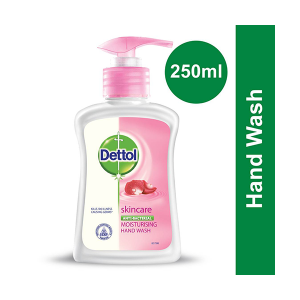 250ml
Hand Wash
Dettol
skincare
ANTI-BACTERIAL
MOISTURISING
HAND WASH